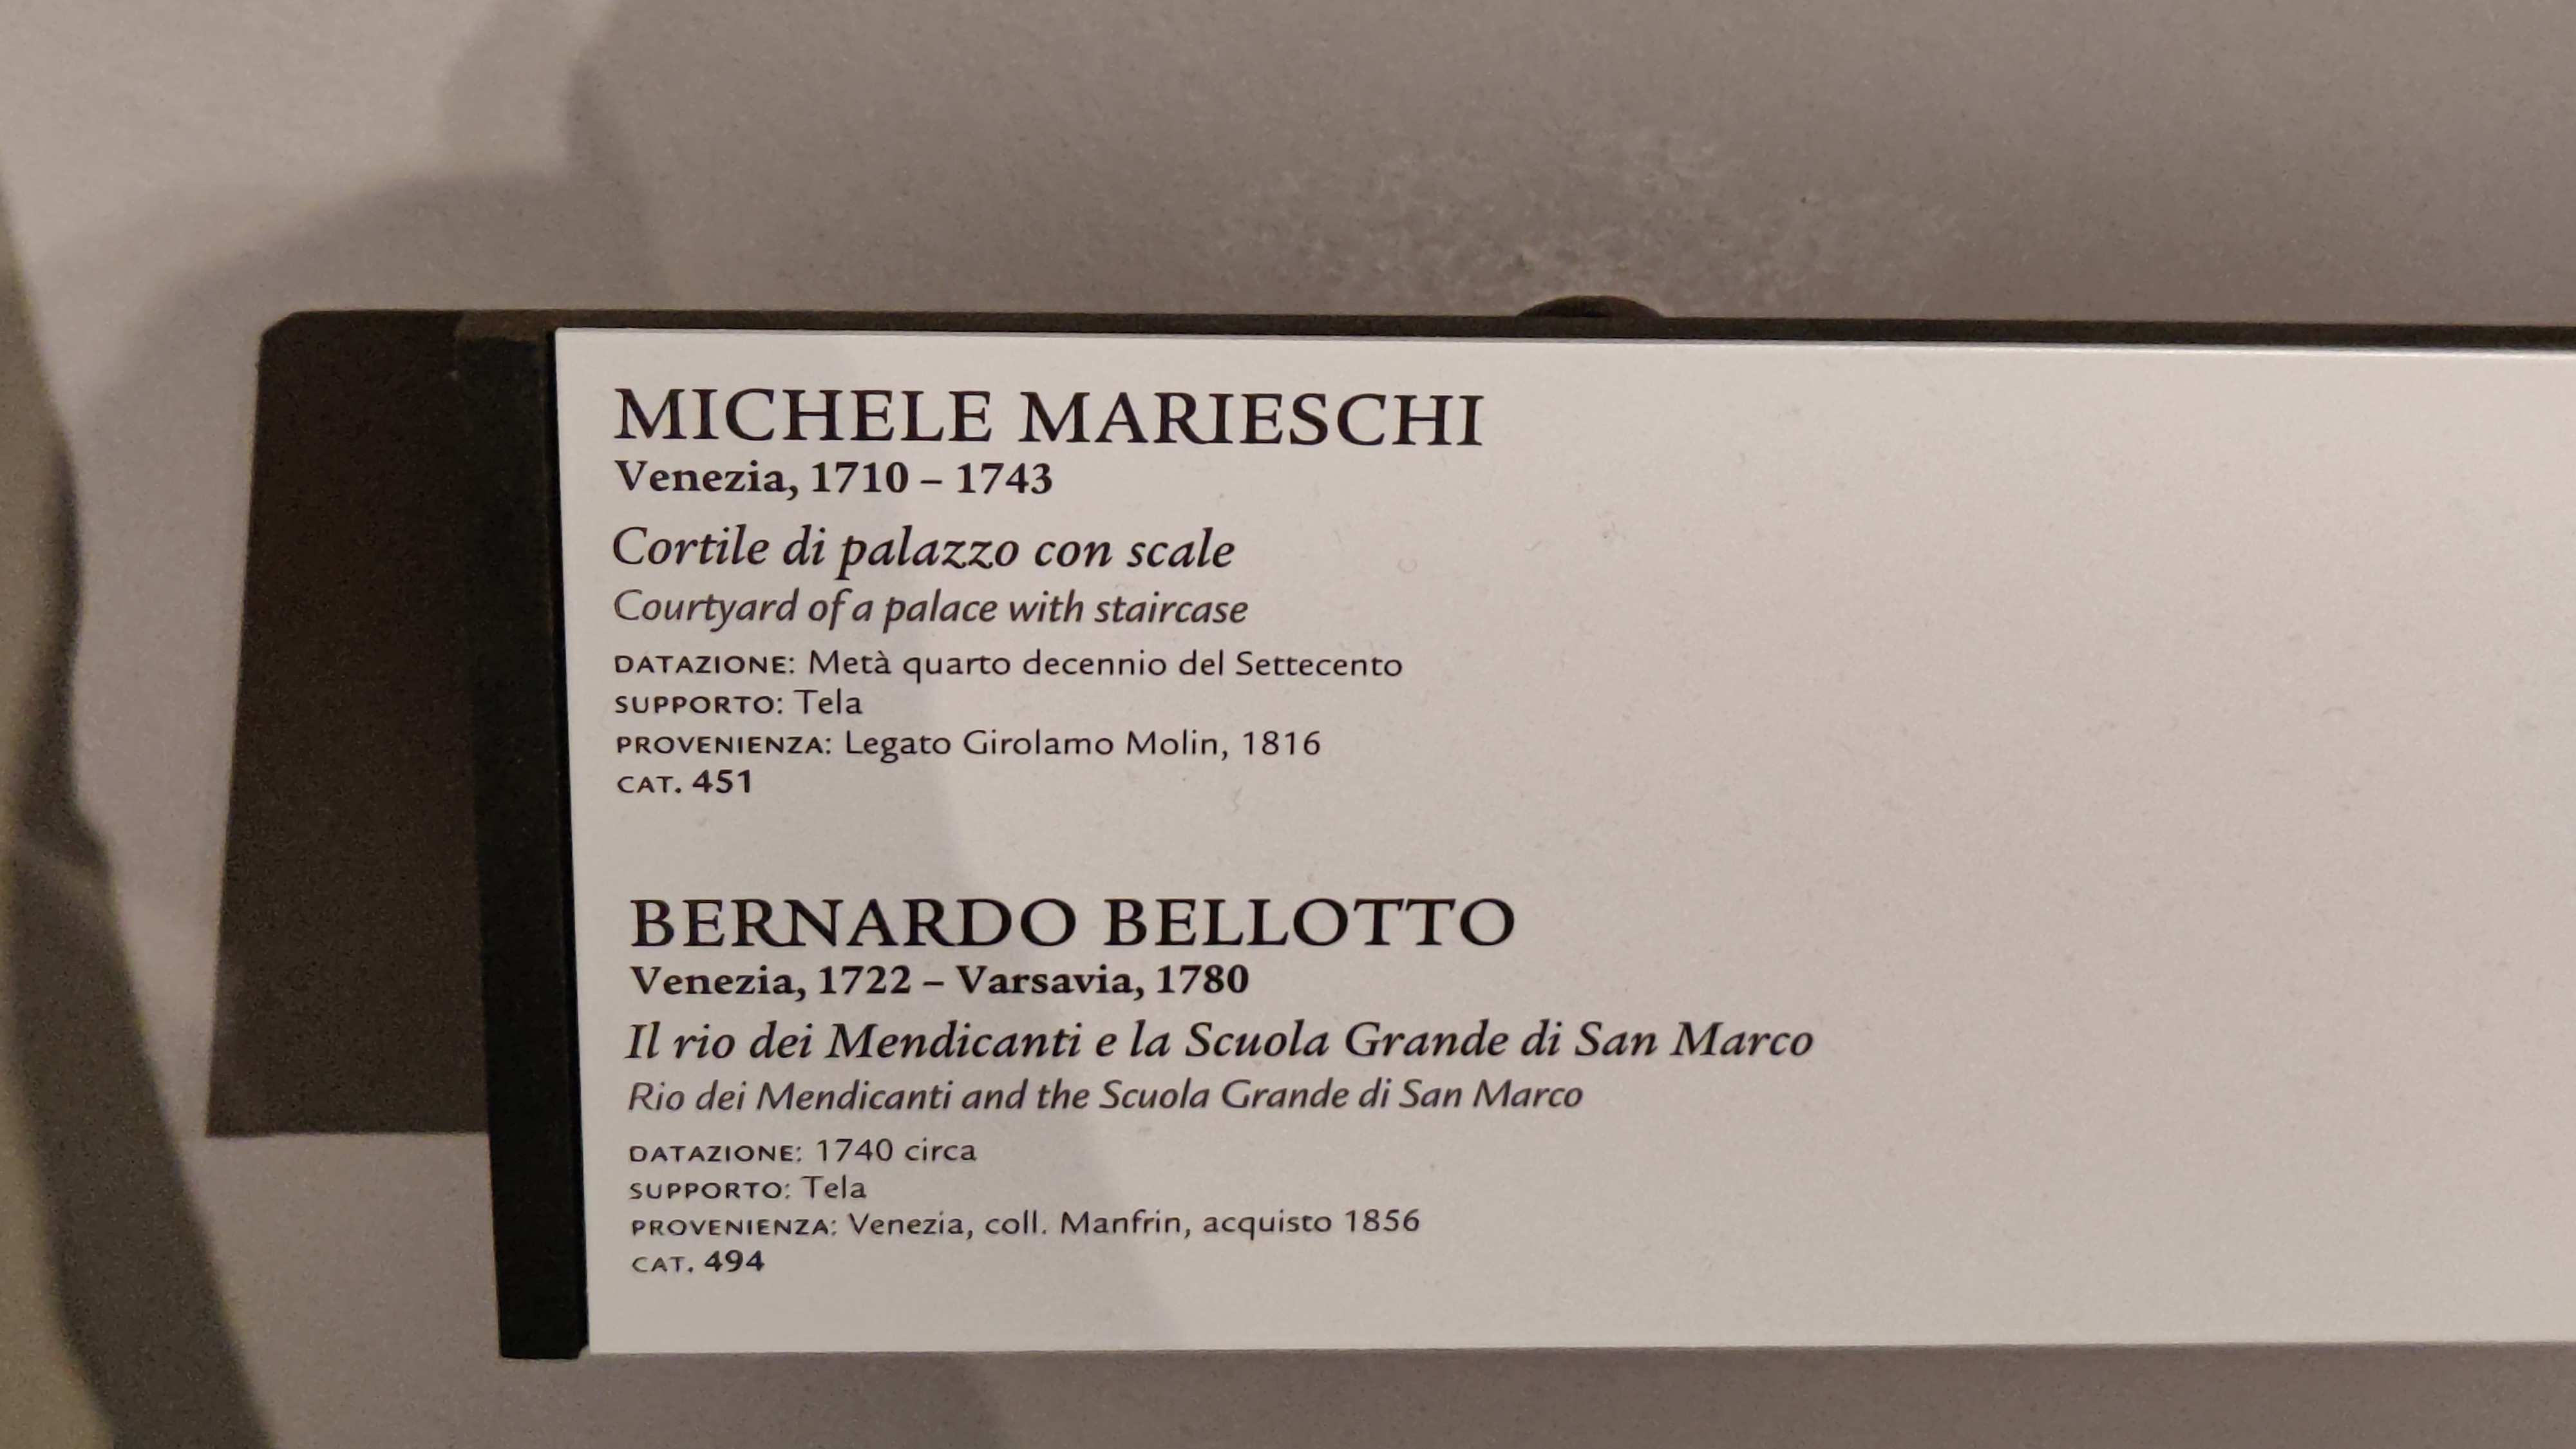 MICHELE MARIESCHI
Venezia, 1710 – 1743
Cortile di palazzo con scale
Courtyard of a palace with staircase
DATAZIONE: Metà quarto decennio del Settecento
SUPPORTO: Tela
PROVENIENZA: Legato Girolamo Molin, 1816
CAT. 451
BERNARDO BELLOTTO
Venezia, 1722 – Varsavia, 1780
Il rio dei Mendicanti e la Scuola Grande di San Marco
Rio dei Mendicanti and the Scuola Grande di San Marco
DATAZIONE: 1740 circa
SUPPORTO: Tela
PROVENIENZA: Venezia, coll. Manfrin, acquisto 1856
CAT. 494